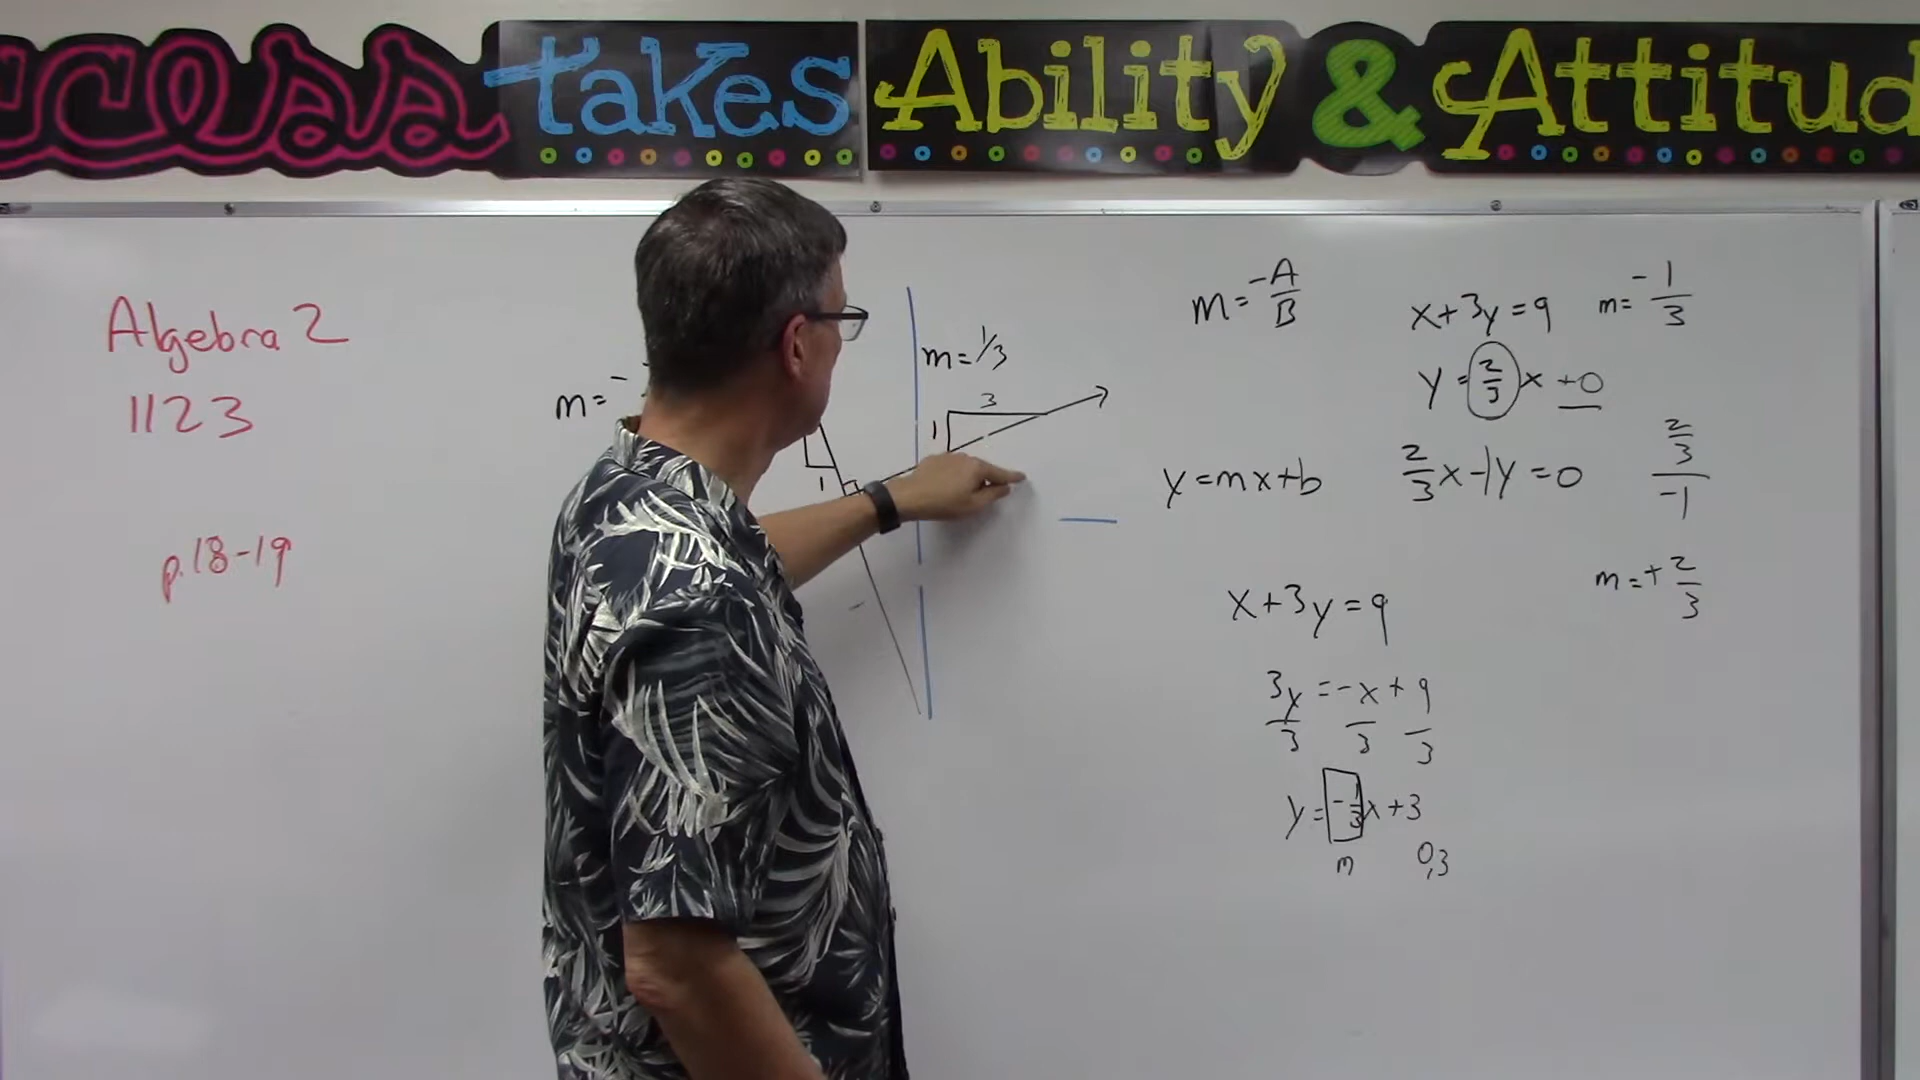 ccess takes Ability & Attitud
Algebra 2
1123
p.18-19
m = -
m = 1/3
3
1
1
m = -A/B
x + 3y = 9
m = -1/3
y = 2/3 x + 0
y = mx + b
2/3 x - 1y = 0
2/3 / -1
m = + 2/3
x + 3y = 9
3y/3 = -x/3 + 9/3
y = -1/3 x + 3
m
0,3